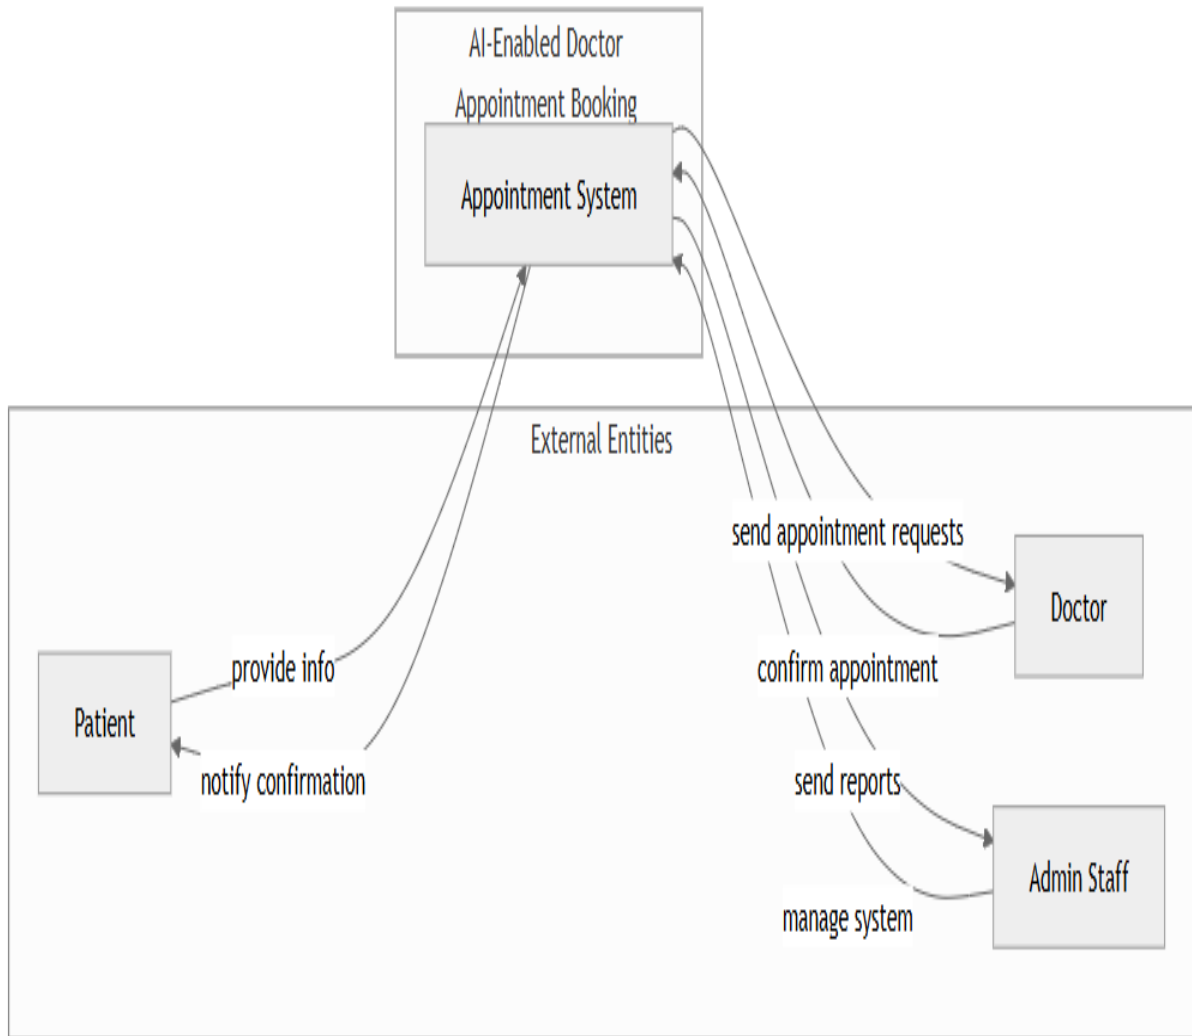 AI-Enabled Doctor
Appointment Booking
Appointment System
External Entities
send appointment requests
Doctor
provide info
confirm appointment
Patient
notify confirmation
send reports
Admin Staff
manage system